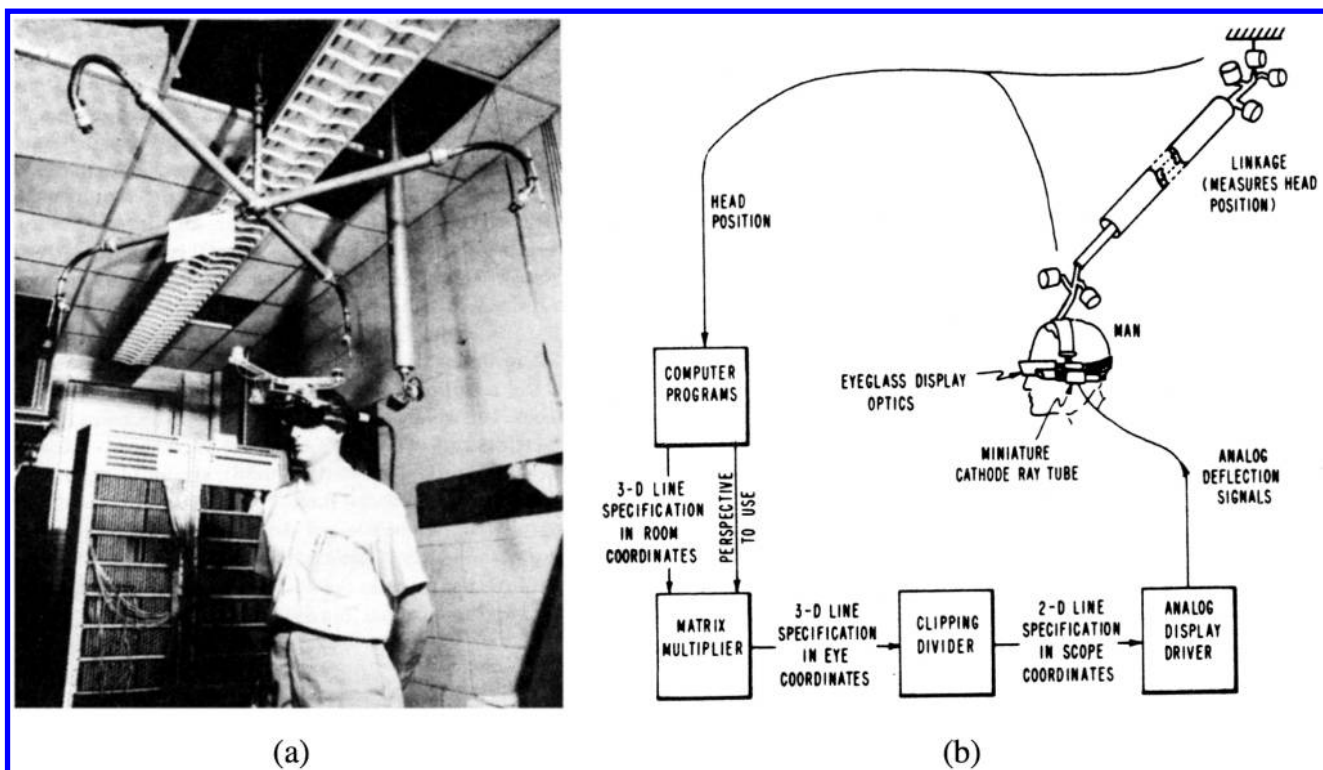 HEAD
POSITION
LINKAGE
(MEASURES HEAD
POSITION)
MAN
EYEGLASS DISPLAY
OPTICS
MINIATURE
CATHODE RAY TUBE
ANALOG
DEFLECTION
SIGNALS
COMPUTER
PROGRAMS
3-D LINE
SPECIFICATION
IN ROOM
COORDINATES
PERSPECTIVE
TO USE
MATRIX
MULTIPLIER
3-D LINE
SPECIFICATION
IN EYE
COORDINATES
CLIPPING
DIVIDER
2-D LINE
SPECIFICATION
IN SCOPE
COORDINATES
ANALOG
DISPLAY
DRIVER
(a)
(b)